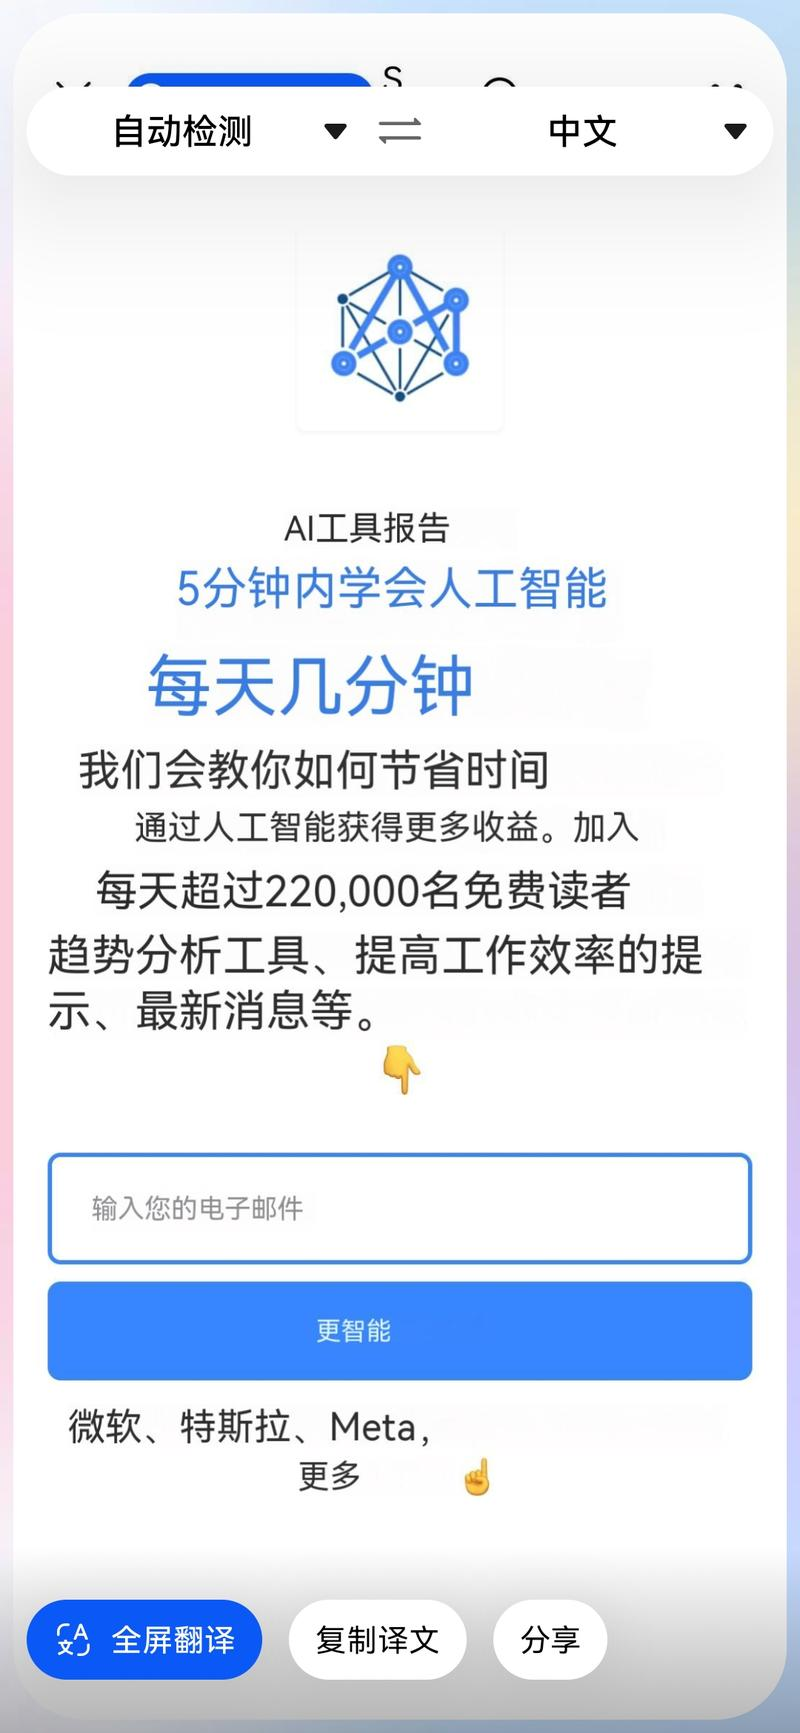 S
自动检测
中文
AI工具报告
5分钟内学会人工智能
每天几分钟
我们会教你如何节省时间
通过人工智能获得更多收益。加入
每天超过220,000名免费读者
趋势分析工具、提高工作效率的提
示、最新消息等。
输入您的电子邮件
更智能
微软、特斯拉、Meta，
更多
全屏翻译
复制译文
分享